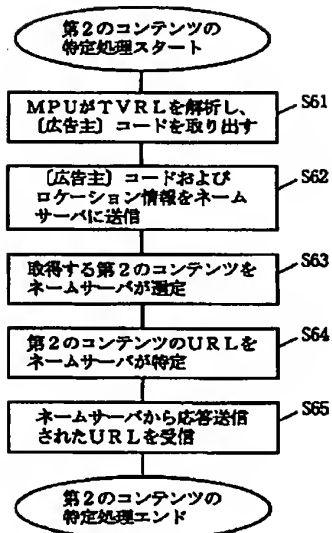 第2のコンテンツの
特定処理スタート
MPUがTVRLを解析し、
〔広告主〕コードを取り出す
S61
〔広告主〕コードおよび
ロケーション情報をネーム
サーバに送信
S62
取得する第2のコンテンツを
ネームサーバが選定
S63
第2のコンテンツのURLを
ネームサーバが特定
S64
ネームサーバから応答送信
されたURLを受信
S65
第2のコンテンツの
特定処理エンド